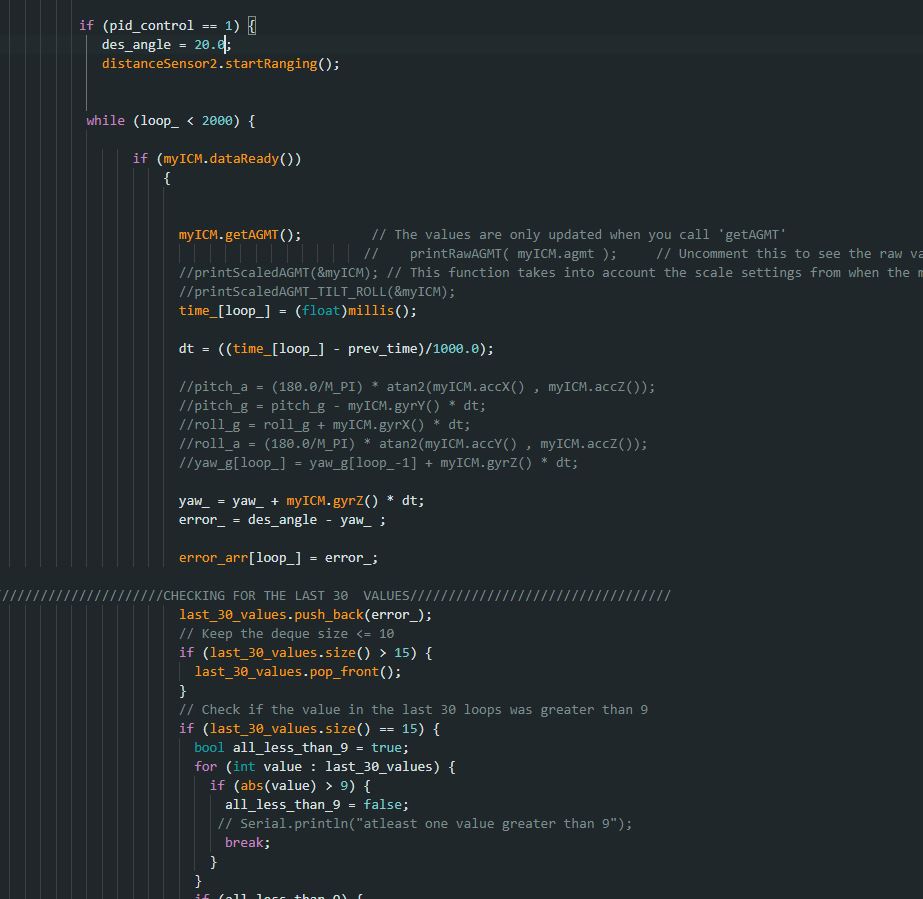 if (pid_control == 1) {
des_angle = 20.0;
distanceSensor2.startRanging();
while (loop_ < 2000) {
if (myICM.dataReady())
{
myICM.getAGMT(); // The values are only updated when you call 'getAGMT'
// printRawAGMT( myICM.agmt ); // Uncomment this to see the raw
//printScaledAGMT(&myICM); // This function takes into account the scale settings from when the
//printScaledAGMT_TILT_ROLL(&myICM);
time_[loop_] = (float)millis();
dt = ((time_[loop_] - prev_time)/1000.0);
//pitch_a = (180.0/M_PI) * atan2(myICM.accX() , myICM.accZ());
//pitch_g = pitch_g - myICM.gyrY() * dt;
//roll_g = roll_g + myICM.gyrX() * dt;
//roll_a = (180.0/M_PI) * atan2(myICM.accY() , myICM.accZ());
//yaw_g[loop_] = yaw_g[loop_-1] + myICM.gyrZ() * dt;
yaw_ = yaw_ + myICM.gyrZ() * dt;
error_ = des_angle - yaw_ ;
error_arr[loop_] = error_;
/////////////////////CHECKING FOR THE LAST 30  VALUES//////////////////////////////////
last_30_values.push_back(error_);
// Keep the deque size <= 10
if (last_30_values.size() > 15) {
last_30_values.pop_front();
}
// Check if the value in the last 30 loops was greater than 9
if (last_30_values.size() == 15) {
bool all_less_than_9 = true;
for (int value : last_30_values) {
if (abs(value) > 9) {
all_less_than_9 = false;
// Serial.println("atleast one value greater than 9");
break;
}
}
if (all_less_than_9) {